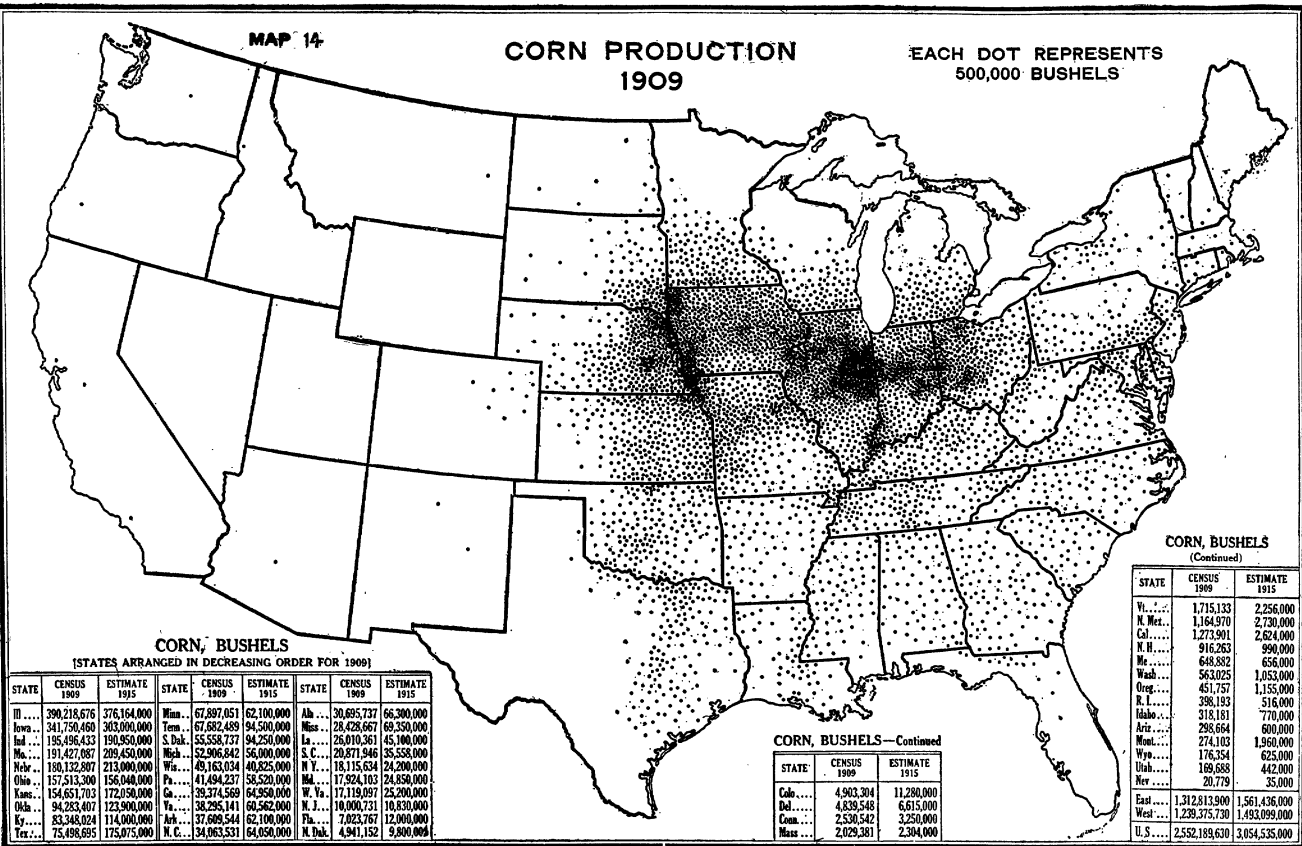 MAP 14
CORN PRODUCTION
1909
EACH DOT REPRESENTS
500,000 BUSHELS
CORN, BUSHELS
[STATES ARRANGED IN DECREASING ORDER FOR 1909]
STATE CENSUS 1909 ESTIMATE 1915 STATE CENSUS 1909 ESTIMATE 1915 STATE CENSUS 1909 ESTIMATE 1915
Ill.... 390,218,676 376,164,000 Minn.. 67,897,051 62,100,000 Ala... 30,695,737 66,300,000
Iowa.. 341,750,460 303,000,000 Tenn.. 67,682,489 94,500,000 Miss.. 28,428,667 69,350,000
Ind... 195,496,433 190,950,000 S. Dak. 55,558,737 94,250,000 La.... 26,010,361 45,100,000
Mo.... 191,427,087 209,450,000 Mich.. 52,906,842 56,000,000 S. C... 20,871,946 35,558,000
Nebr.. 180,132,807 213,000,000 Wis... 49,163,034 40,825,000 N Y... 18,115,634 24,200,000
Ohio.. 157,513,300 156,040,000 Pa.... 41,494,237 58,520,000 Md.... 17,924,103 24,850,000
Kans.. 154,651,703 172,050,000 Ga.... 39,374,569 64,950,000 W. Va. 17,119,097 25,200,000
Okla.. 94,283,407 123,900,000 Va.... 38,295,141 60,562,000 N. J... 10,000,731 10,830,000
Ky.... 83,348,024 114,000,000 Ark... 37,609,544 62,100,000 Fla... 7,023,767 12,000,000
Tex... 75,498,695 175,075,000 N. C... 34,063,531 64,050,000 N. Dak. 4,941,152 9,800,000
CORN, BUSHELS—Continued
STATE CENSUS 1909 ESTIMATE 1915
Colo.... 4,903,304 11,280,000
Del..... 4,839,548 6,615,000
Conn.... 2,530,542 3,250,000
Mass.... 2,029,381 2,304,000
CORN, BUSHELS
(Continued)
STATE CENSUS 1909 ESTIMATE 1915
Vt...... 1,715,133 2,256,000
N. Mex.. 1,164,970 2,730,000
Cal..... 1,273,901 2,624,000
N. H.... 916,263 990,000
Me...... 648,882 656,000
Wash.... 563,025 1,053,000
Oreg.... 451,757 1,155,000
R. I.... 398,193 516,000
Idaho... 318,181 770,000
Ariz.... 298,664 600,000
Mont.... 274,103 1,960,000
Wyo..... 176,354 625,000
Utah.... 169,688 442,000
Nev..... 20,779 35,000
East.... 1,312,813,900 1,561,436,000
West.... 1,239,375,730 1,493,099,000
U. S.... 2,552,189,630 3,054,535,000